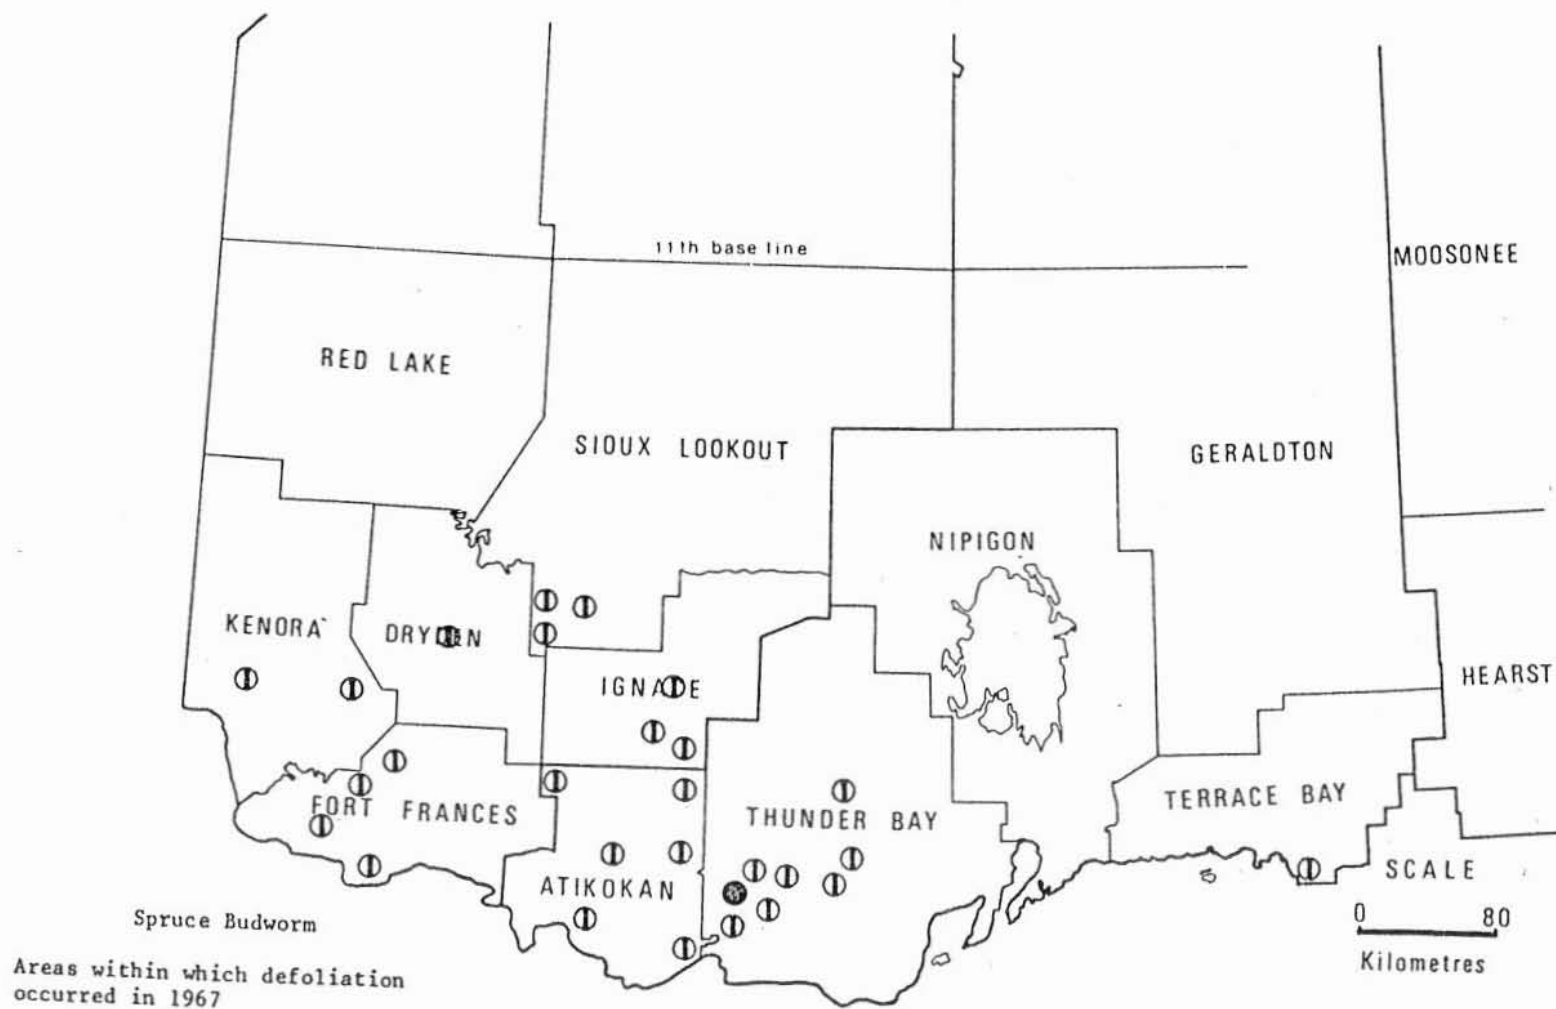 11th base line
MOOSONEE
RED LAKE
SIOUX LOOKOUT
GERALDTON
NIPIGON
KENORA
DRYDEN
HEARST
IGNACE
TERRACE BAY
FORT FRANCES
THUNDER BAY
ATIKOKAN
SCALE
0 80
Kilometres
Spruce Budworm
Areas within which defoliation
occurred in 1967